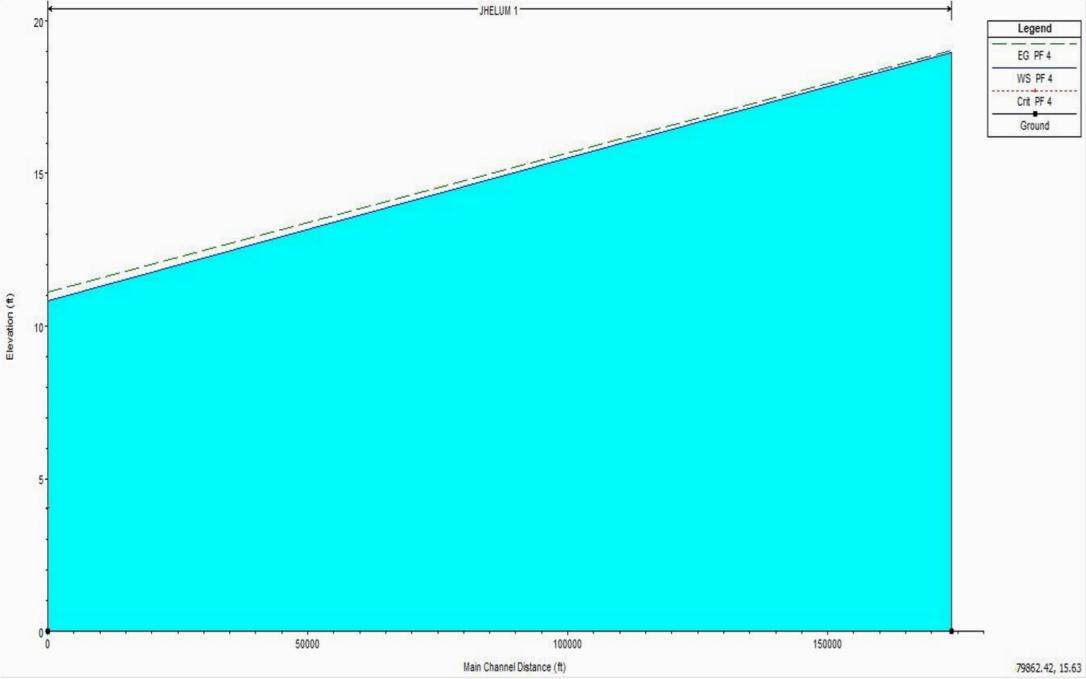 JHELUM 1
20
15
10
5
0
Elevation (ft)
0 50000 100000 150000
Main Channel Distance (ft)
Legend
EG PF 4
WS PF 4
Crit PF 4
Ground
79862.42, 15.63